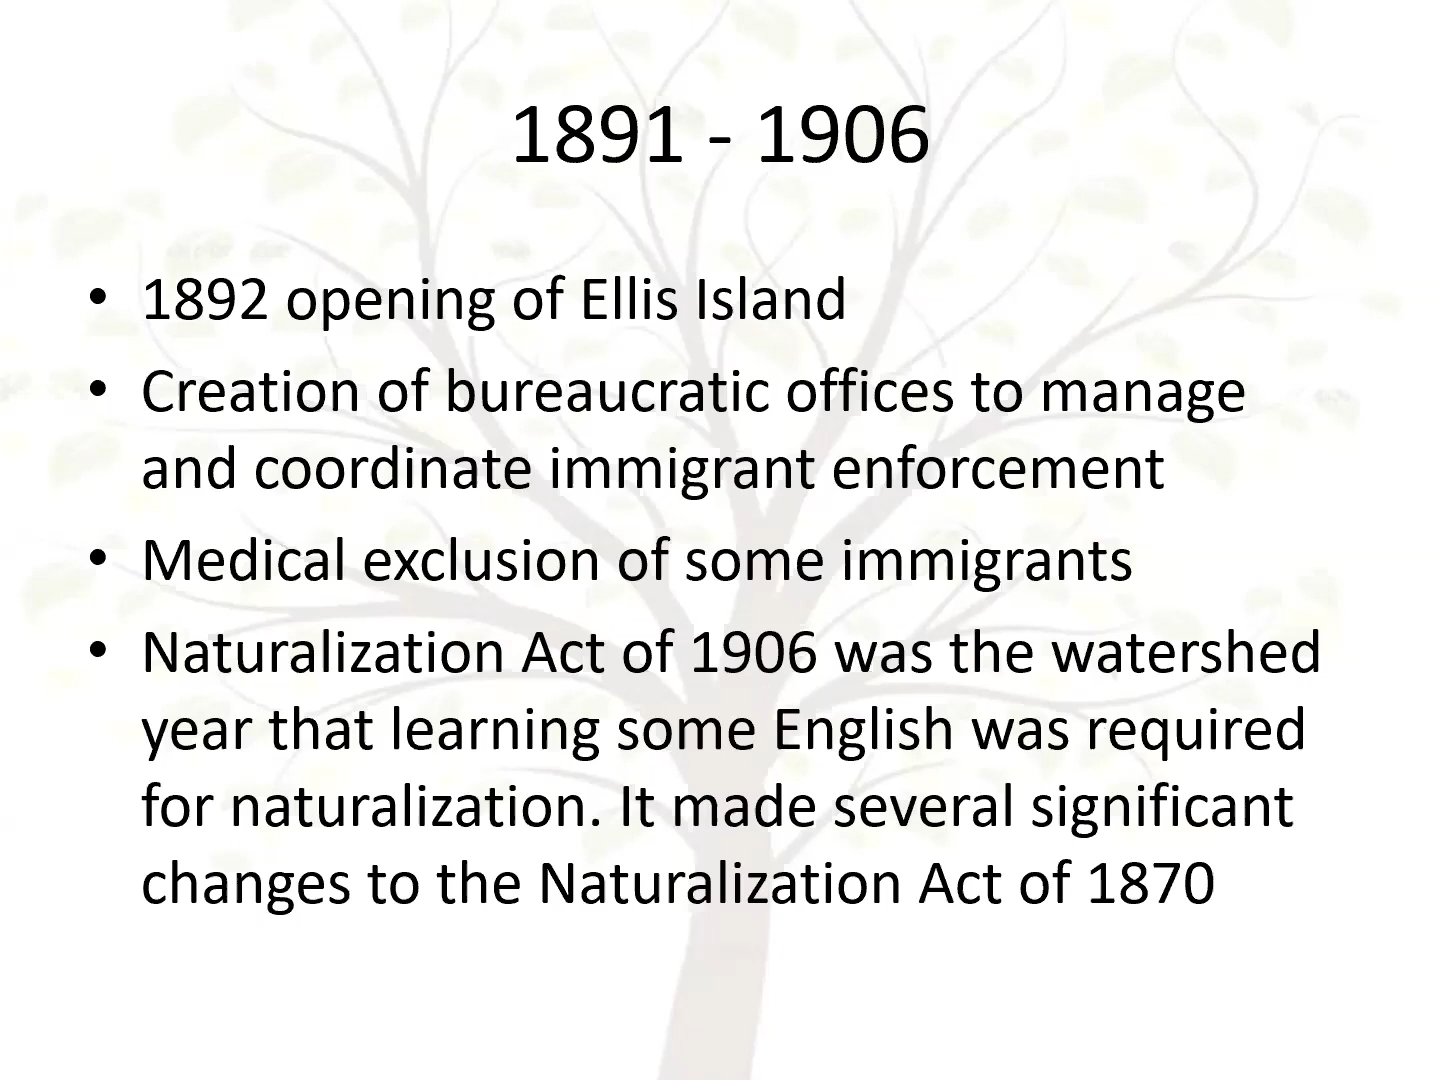 1891 - 1906
• 1892 opening of Ellis Island
• Creation of bureaucratic offices to manage
and coordinate immigrant enforcement
• Medical exclusion of some immigrants
• Naturalization Act of 1906 was the watershed
year that learning some English was required
for naturalization. It made several significant
changes to the Naturalization Act of 1870